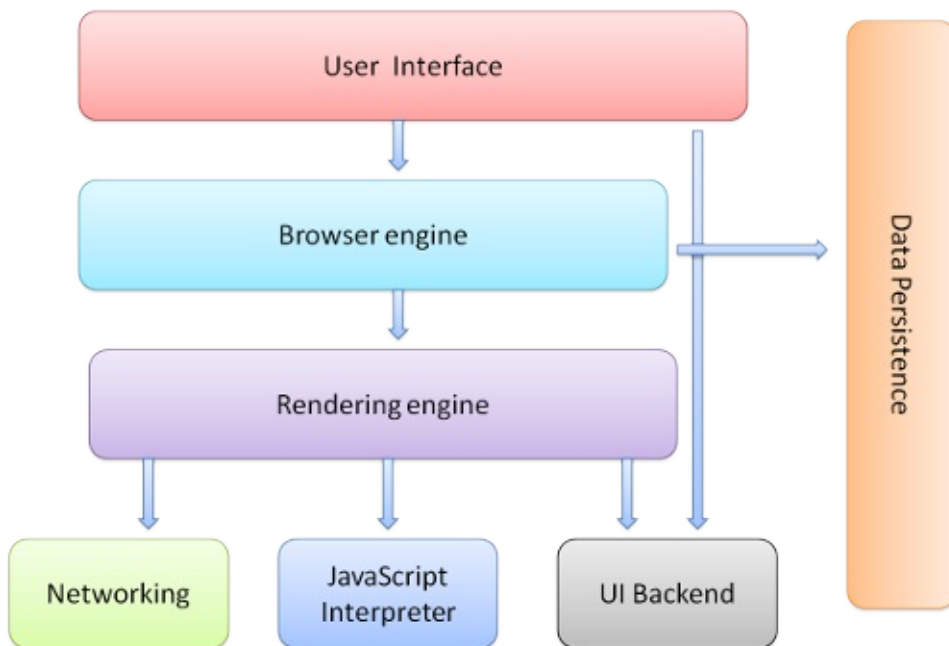 User Interface
Browser engine
Rendering engine
Networking
JavaScript
Interpreter
UI Backend
Data Persistence